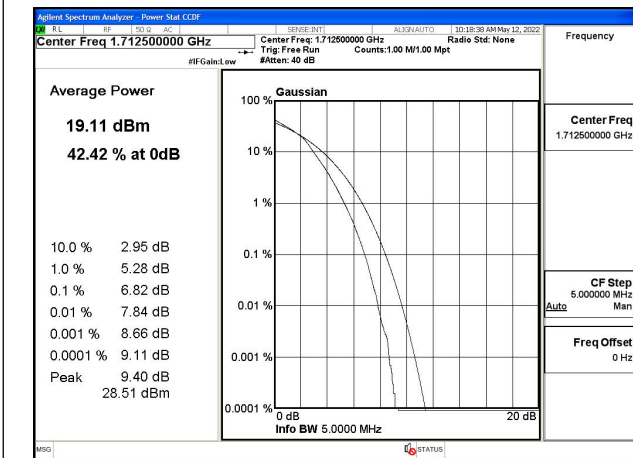 Agilent Spectrum Analyzer - Power Stat CCDF
RL RF 50 Ω AC SENSE:INT ALIGN AUTO 10:18:38 AM May 12, 2022
Center Freq 1.712500000 GHz
Center Freq: 1.712500000 GHz Radio Std: None
Trig: Free Run Counts:1.00 M/1.00 Mpt
#IFGain:Low #Atten: 40 dB
Frequency
Average Power
19.11 dBm
42.42 % at 0dB
10.0 % 2.95 dB
1.0 % 5.28 dB
0.1 % 6.82 dB
0.01 % 7.84 dB
0.001 % 8.66 dB
0.0001 % 9.11 dB
Peak 9.40 dB
28.51 dBm
Gaussian
100 %
10 %
1 %
0.1 %
0.01 %
0.001 %
0.0001 %
0 dB 20 dB
Info BW 5.0000 MHz
Center Freq
1.712500000 GHz
CF Step
5.000000 MHz
Auto Man
Freq Offset
0 Hz
MSG STATUS